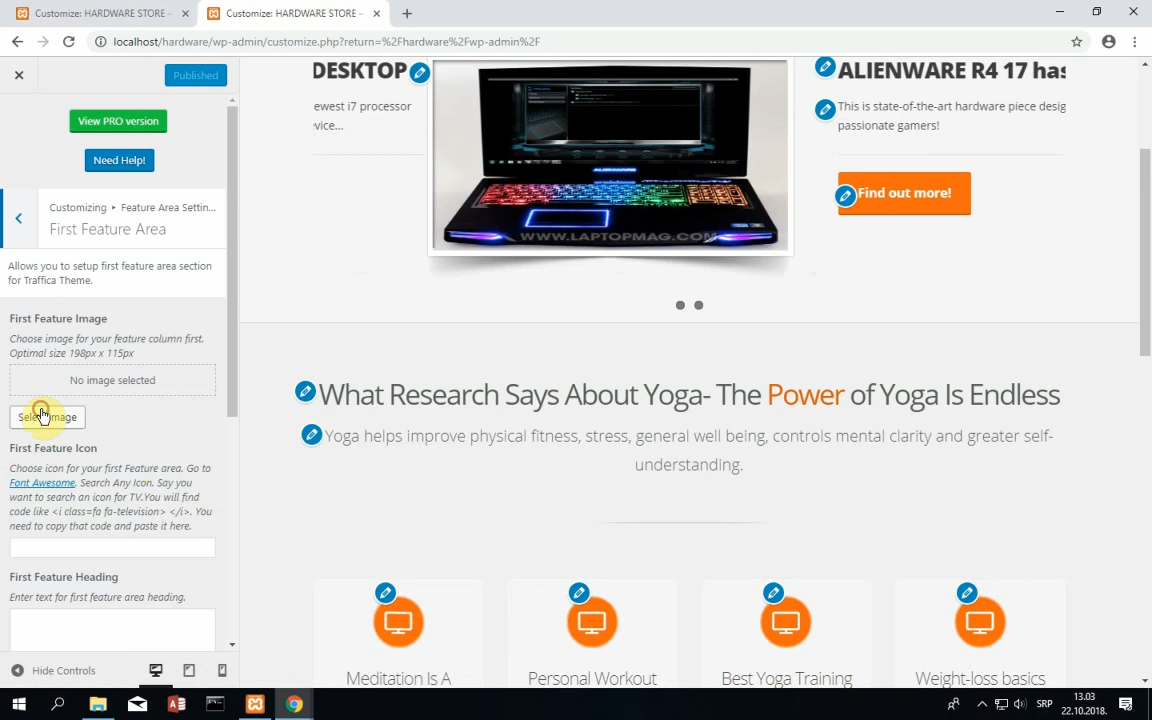 Customize: HARDWARE STORE -
Customize: HARDWARE STORE -
localhost/hardware/wp-admin/customize.php?return=%2Fhardware%2Fwp-admin%2F
Published
View PRO version
Need Help!
Customizing ▸ Feature Area Settin...
First Feature Area
Allows you to setup first feature area section
for Traffica Theme.
First Feature Image
Choose image for your feature column first.
Optimal size 198px x 115px
No image selected
Select Image
First Feature Icon
Choose icon for your first Feature area. Go to
Font Awesome. Search Any Icon. Say you
want to search an icon for TV.You will find
code like <i class=fa fa-television> </i>. You
need to copy that code and paste it here.
First Feature Heading
Enter text for first feature area heading.
Hide Controls
DESKTOP
ewest i7 processor
vice...
ALIENWARE
WWW.LAPTOPMAG.COM
ALIENWARE R4 17 has
This is state-of-the-art hardware piece desig
passionate gamers!
Find out more!
What Research Says About Yoga- The Power of Yoga Is Endless
Yoga helps improve physical fitness, stress, general well being, controls mental clarity and greater self-
understanding.
Meditation Is A
Personal Workout
Best Yoga Training
Weight-loss basics
SRP
13.03
22.10.2018.